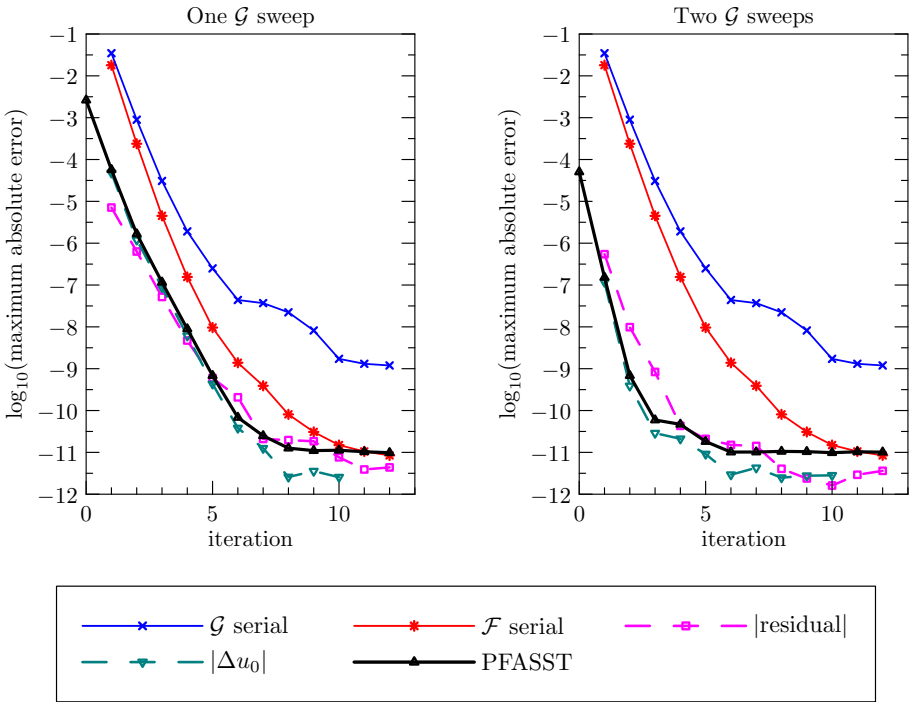 One 𝒢 sweep
log₁₀(maximum absolute error)
−1
−2
−3
−4
−5
−6
−7
−8
−9
−10
−11
−12
0 5 10
iteration
Two 𝒢 sweeps
log₁₀(maximum absolute error)
−1
−2
−3
−4
−5
−6
−7
−8
−9
−10
−11
−12
0 5 10
iteration
𝒢 serial ℱ serial |residual|
|Δu₀| PFASST